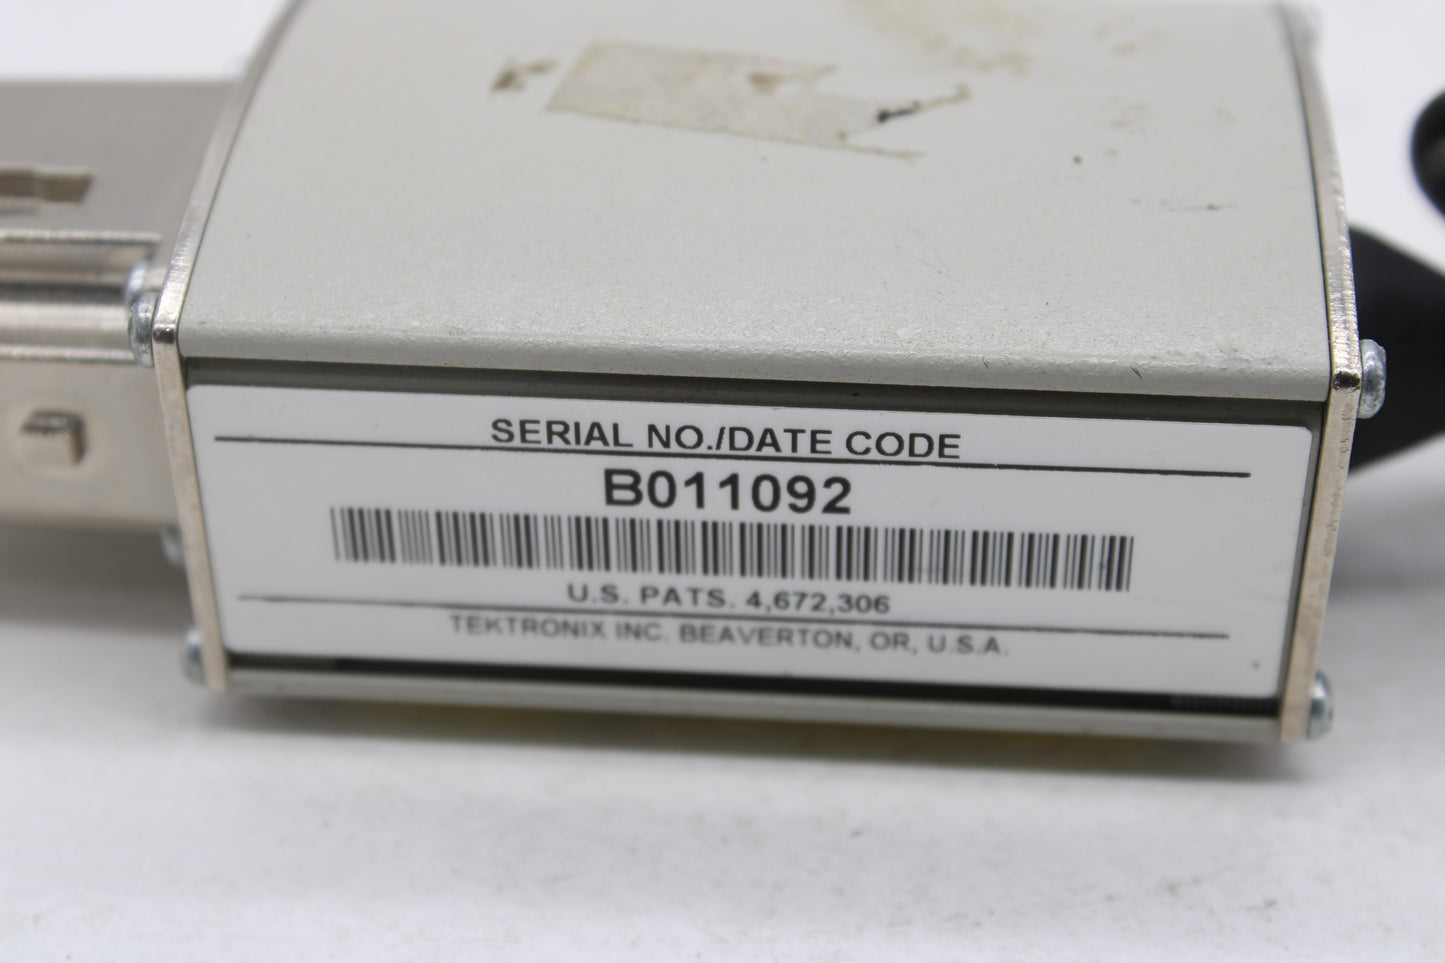 SERIAL NO./DATE CODE
B011092
U.S. PATS. 4,672,306
TEKTRONIX INC. BEAVERTON, OR, U.S.A.